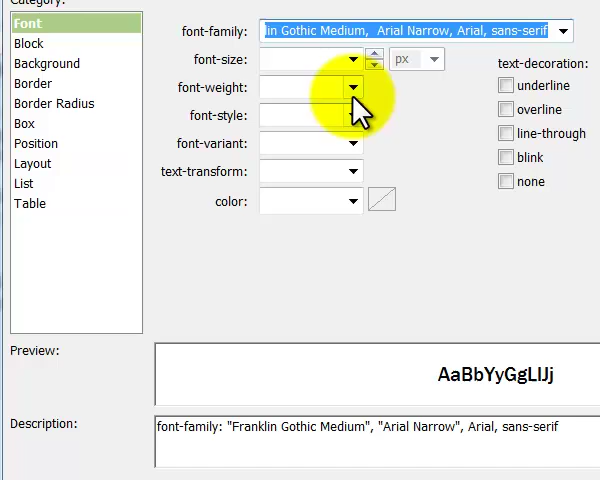 Category:
Font
Block
Background
Border
Border Radius
Box
Position
Layout
List
Table
font-family: lin Gothic Medium, Arial Narrow, Arial, sans-serif
font-size: px
font-weight:
font-style:
font-variant:
text-transform:
color:
text-decoration:
underline
overline
line-through
blink
none
Preview:
AaBbYyGgLlJj
Description:
font-family: "Franklin Gothic Medium", "Arial Narrow", Arial, sans-serif